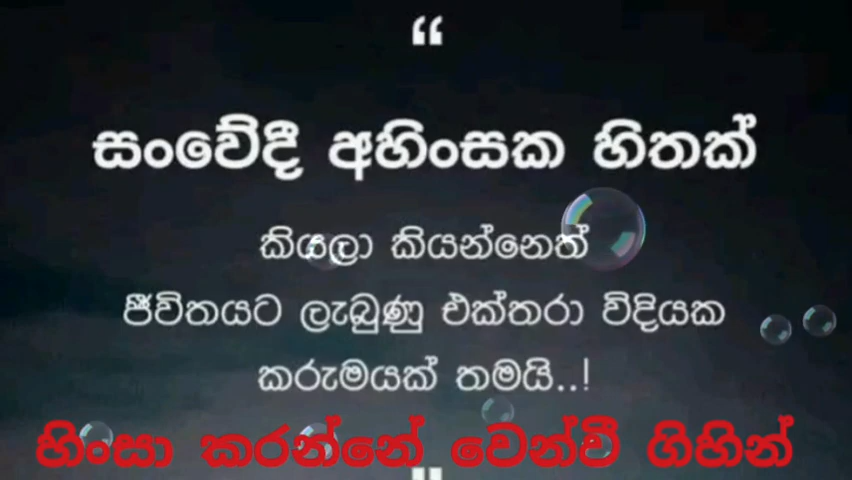 “
සංවේදී අහිංසක හිතක්
කියලා කියන්නෙත්
ජීවිතයට ලැබුණු එක්තරා විදියක
කරුමයක් තමයි..!
හිංසා කරන්නේ වෙන්වී ගිහින්
"